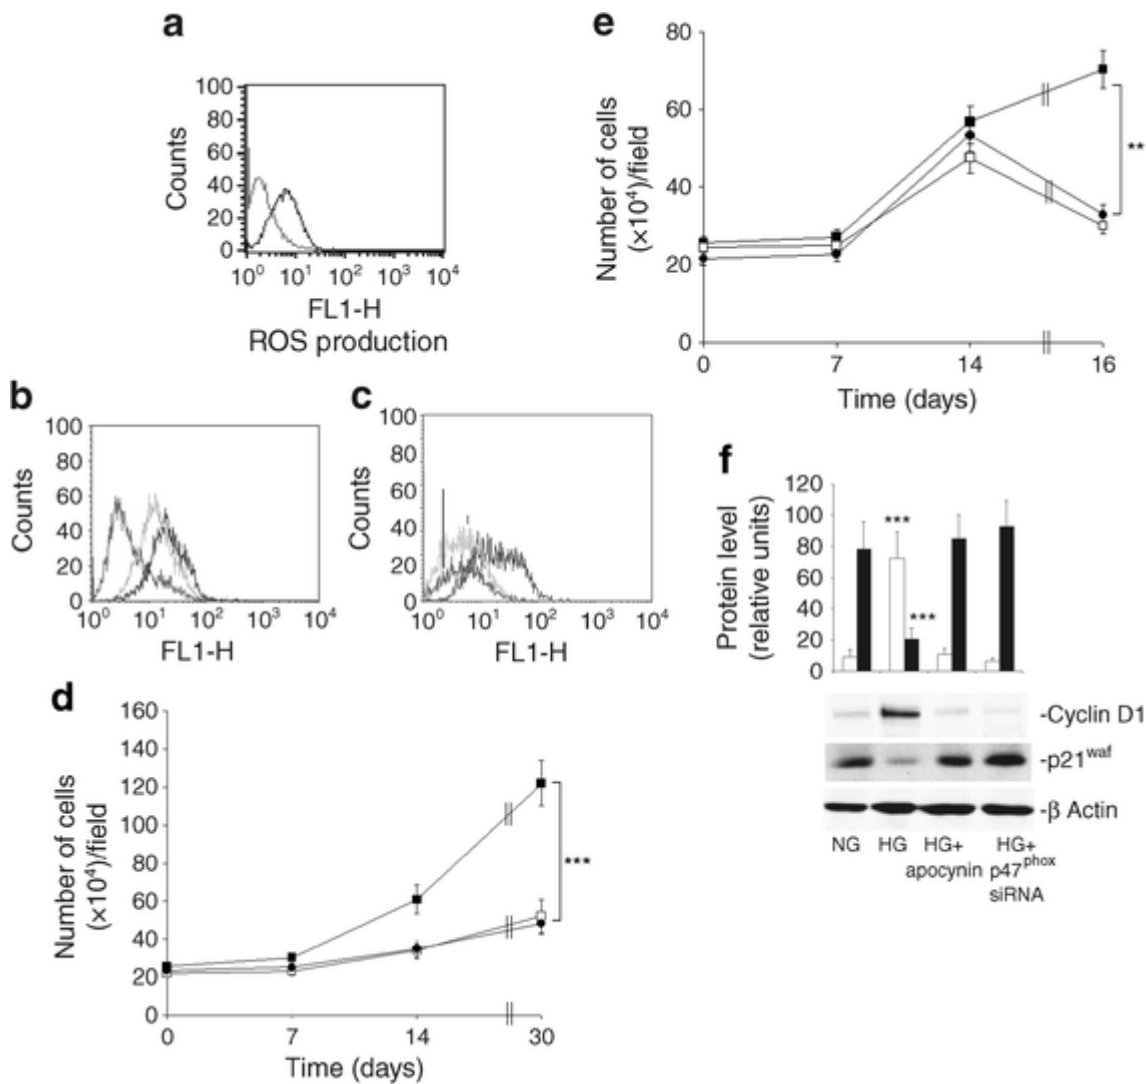 a
100
80
60
40
20
0
Counts
10⁰ 10¹ 10² 10³ 10⁴
FL1-H
ROS production
b
100
80
60
40
20
0
Counts
10⁰ 10¹ 10² 10³ 10⁴
FL1-H
c
100
80
60
40
20
0
Counts
10⁰ 10¹ 10² 10³ 10⁴
FL1-H
d
160
140
120
100
80
60
40
20
0
Number of cells
(×10⁴)/field
***
0 7 14 30
Time (days)
e
80
60
40
20
0
Number of cells
(×10⁴)/field
**
0 7 14 16
Time (days)
f
120
100
80
60
40
20
0
Protein level
(relative units)
***
***
-Cyclin D1
-p21ʷᵃᶠ
-β Actin
NG HG HG+ HG+
apocynin p47ᵖʰᵒˣ
siRNA